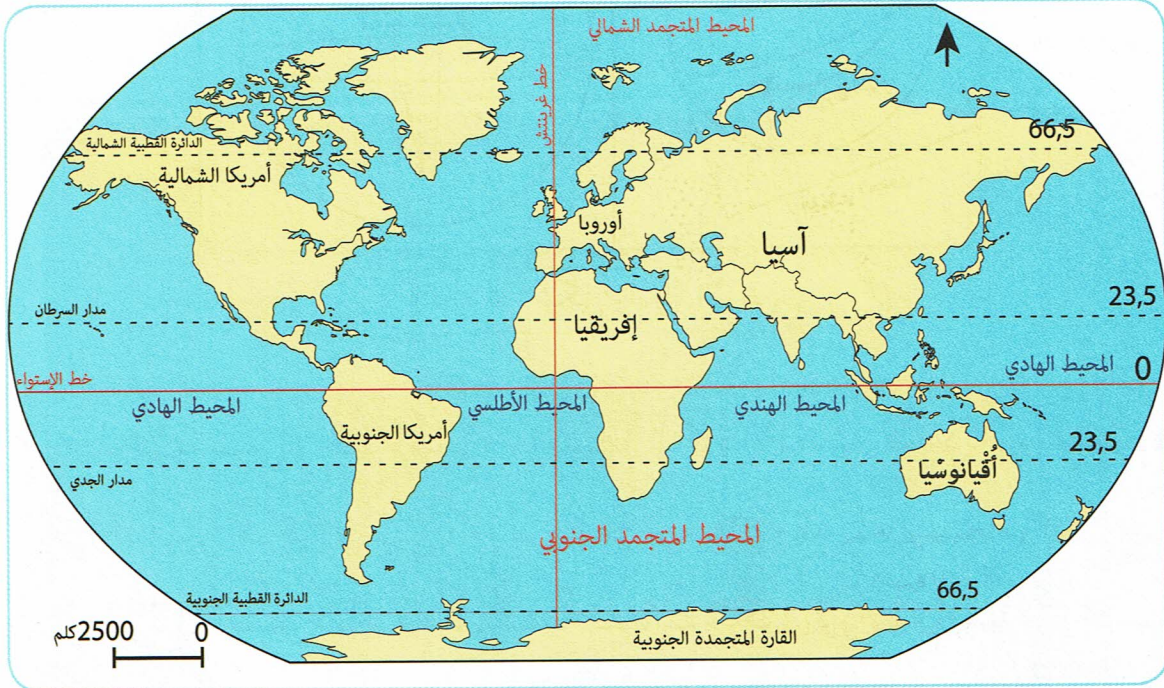 المحيط المتجمد الشمالي
خط غرينتش
66,5
الدائرة القطبية الشمالية
أمريكا الشمالية
أوروبا
آسيا
23,5
مدار السرطان
إفريقيا
المحيط الهادي
0
خط الإستواء
المحيط الهادي
المحيط الأطلسي
المحيط الهندي
أمريكا الجنوبية
23,5
أُقْيانوسْيا
مدار الجدي
المحيط المتجمد الجنوبي
66,5
الدائرة القطبية الجنوبية
القارة المتجمدة الجنوبية
0 2500كلم